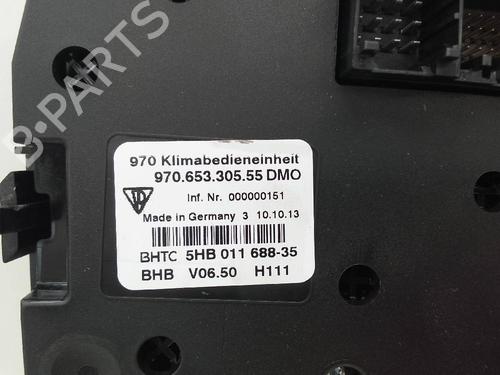 B-PARTS
970 Klimabedieneinheit
970.653.305.55 DMO
Inf. Nr. 000000151
Made in Germany 3 10.10.13
BHTC 5HB 011 688-35
BHB V06.50 H111